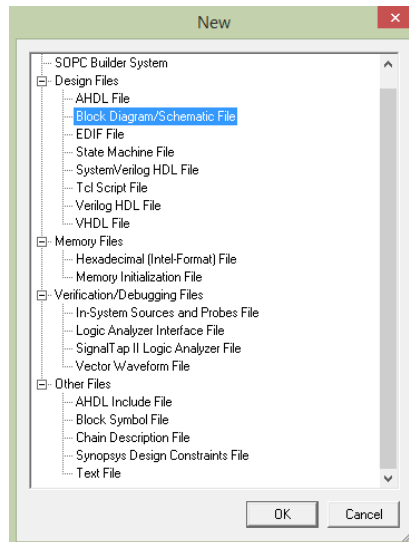 New
SOPC Builder System
Design Files
AHDL File
Block Diagram/Schematic File
EDIF File
State Machine File
SystemVerilog HDL File
Tcl Script File
Verilog HDL File
VHDL File
Memory Files
Hexadecimal (Intel-Format) File
Memory Initialization File
Verification/Debugging Files
In-System Sources and Probes File
Logic Analyzer Interface File
SignalTap II Logic Analyzer File
Vector Waveform File
Other Files
AHDL Include File
Block Symbol File
Chain Description File
Synopsys Design Constraints File
Text File
OK Cancel